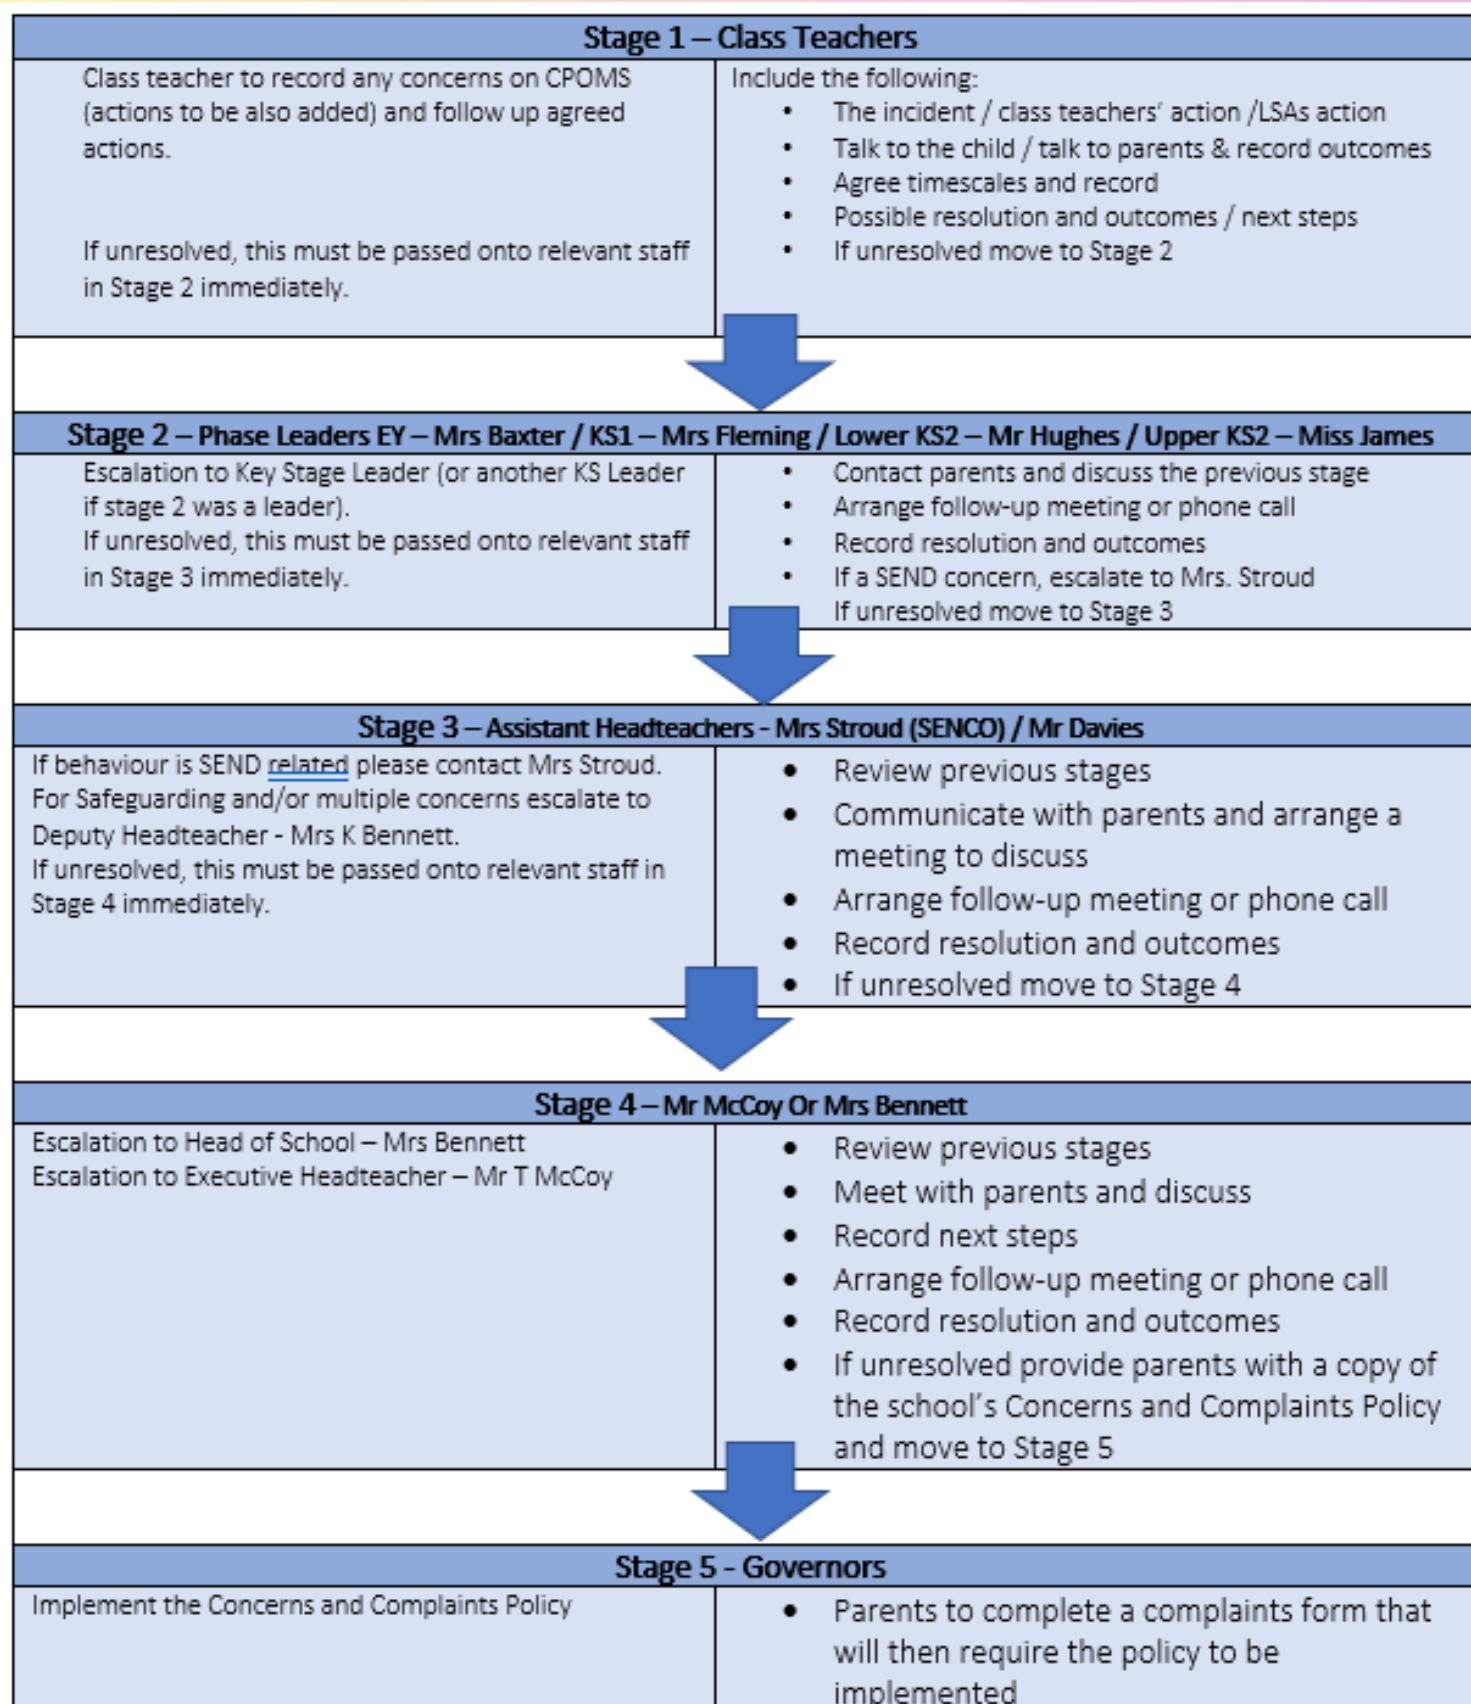 Stage 1 – Class Teachers
Class teacher to record any concerns on CPOMS
(actions to be also added) and follow up agreed
actions.
If unresolved, this must be passed onto relevant staff
in Stage 2 immediately.
Include the following:
• The incident / class teachers' action /LSAs action
• Talk to the child / talk to parents & record outcomes
• Agree timescales and record
• Possible resolution and outcomes / next steps
• If unresolved move to Stage 2
Stage 2 – Phase Leaders EY – Mrs Baxter / KS1 – Mrs Fleming / Lower KS2 – Mr Hughes / Upper KS2 – Miss James
Escalation to Key Stage Leader (or another KS Leader
if stage 2 was a leader).
If unresolved, this must be passed onto relevant staff
in Stage 3 immediately.
• Contact parents and discuss the previous stage
• Arrange follow-up meeting or phone call
• Record resolution and outcomes
• If a SEND concern, escalate to Mrs. Stroud
If unresolved move to Stage 3
Stage 3 – Assistant Headteachers - Mrs Stroud (SENCO) / Mr Davies
If behaviour is SEND related please contact Mrs Stroud.
For Safeguarding and/or multiple concerns escalate to
Deputy Headteacher - Mrs K Bennett.
If unresolved, this must be passed onto relevant staff in
Stage 4 immediately.
• Review previous stages
• Communicate with parents and arrange a
meeting to discuss
• Arrange follow-up meeting or phone call
• Record resolution and outcomes
• If unresolved move to Stage 4
Stage 4 – Mr McCoy Or Mrs Bennett
Escalation to Head of School – Mrs Bennett
Escalation to Executive Headteacher – Mr T McCoy
• Review previous stages
• Meet with parents and discuss
• Record next steps
• Arrange follow-up meeting or phone call
• Record resolution and outcomes
• If unresolved provide parents with a copy of
the school's Concerns and Complaints Policy
and move to Stage 5
Stage 5 - Governors
Implement the Concerns and Complaints Policy
• Parents to complete a complaints form that
will then require the policy to be
implemented